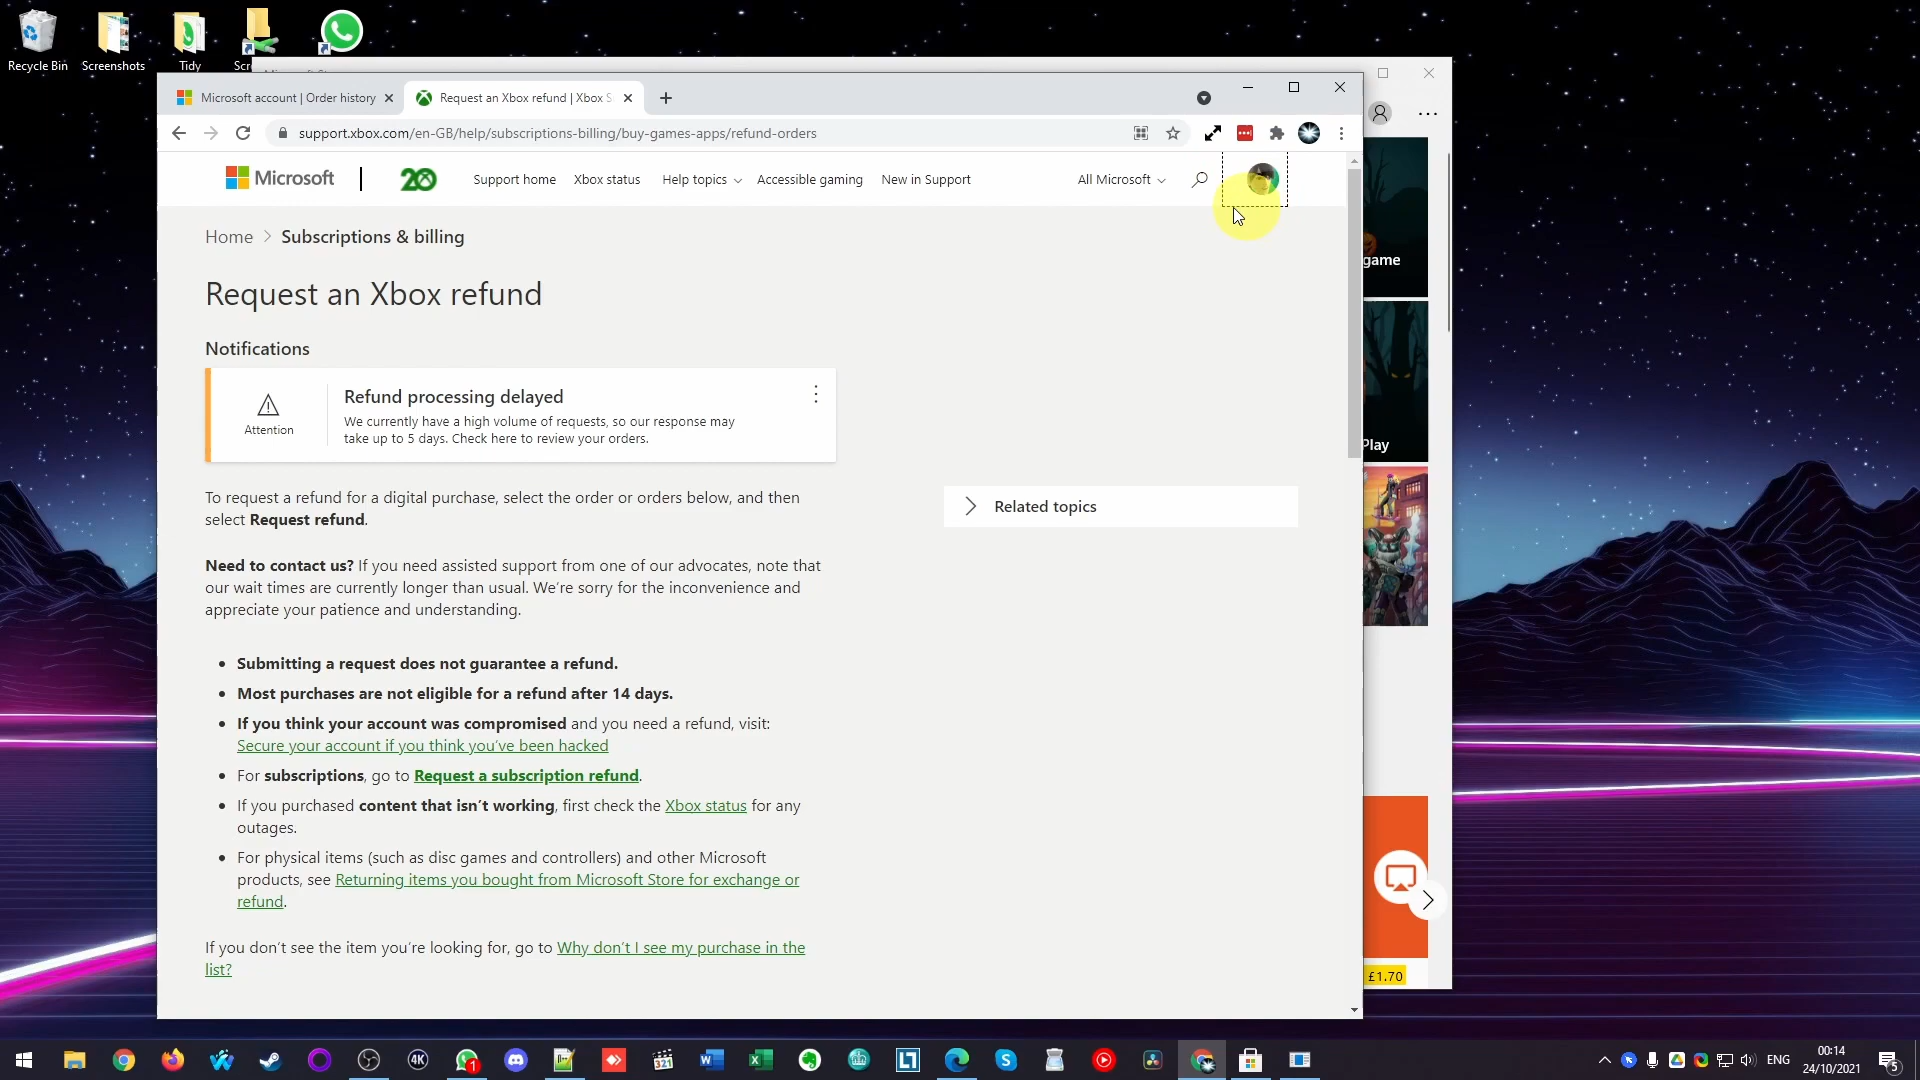 Recycle Bin
Screenshots
Tidy
Microsoft account | Order history
Request an Xbox refund | Xbox S
support.xbox.com/en-GB/help/subscriptions-billing/buy-games-apps/refund-orders
Microsoft
20
Support home
Xbox status
Help topics
Accessible gaming
New in Support
All Microsoft
Home
Subscriptions & billing
Request an Xbox refund
Notifications
Attention
Refund processing delayed
We currently have a high volume of requests, so our response may
take up to 5 days. Check here to review your orders.
To request a refund for a digital purchase, select the order or orders below, and then
select Request refund.
Related topics
Need to contact us? If you need assisted support from one of our advocates, note that
our wait times are currently longer than usual. We're sorry for the inconvenience and
appreciate your patience and understanding.
• Submitting a request does not guarantee a refund.
• Most purchases are not eligible for a refund after 14 days.
• If you think your account was compromised and you need a refund, visit:
Secure your account if you think you've been hacked
• For subscriptions, go to Request a subscription refund.
• If you purchased content that isn't working, first check the Xbox status for any
outages.
• For physical items (such as disc games and controllers) and other Microsoft
products, see Returning items you bought from Microsoft Store for exchange or
refund.
If you don't see the item you're looking for, go to Why don't I see my purchase in the
list?
game
Play
£1.70
4K
1
321
ENG
00:14
24/10/2021
5